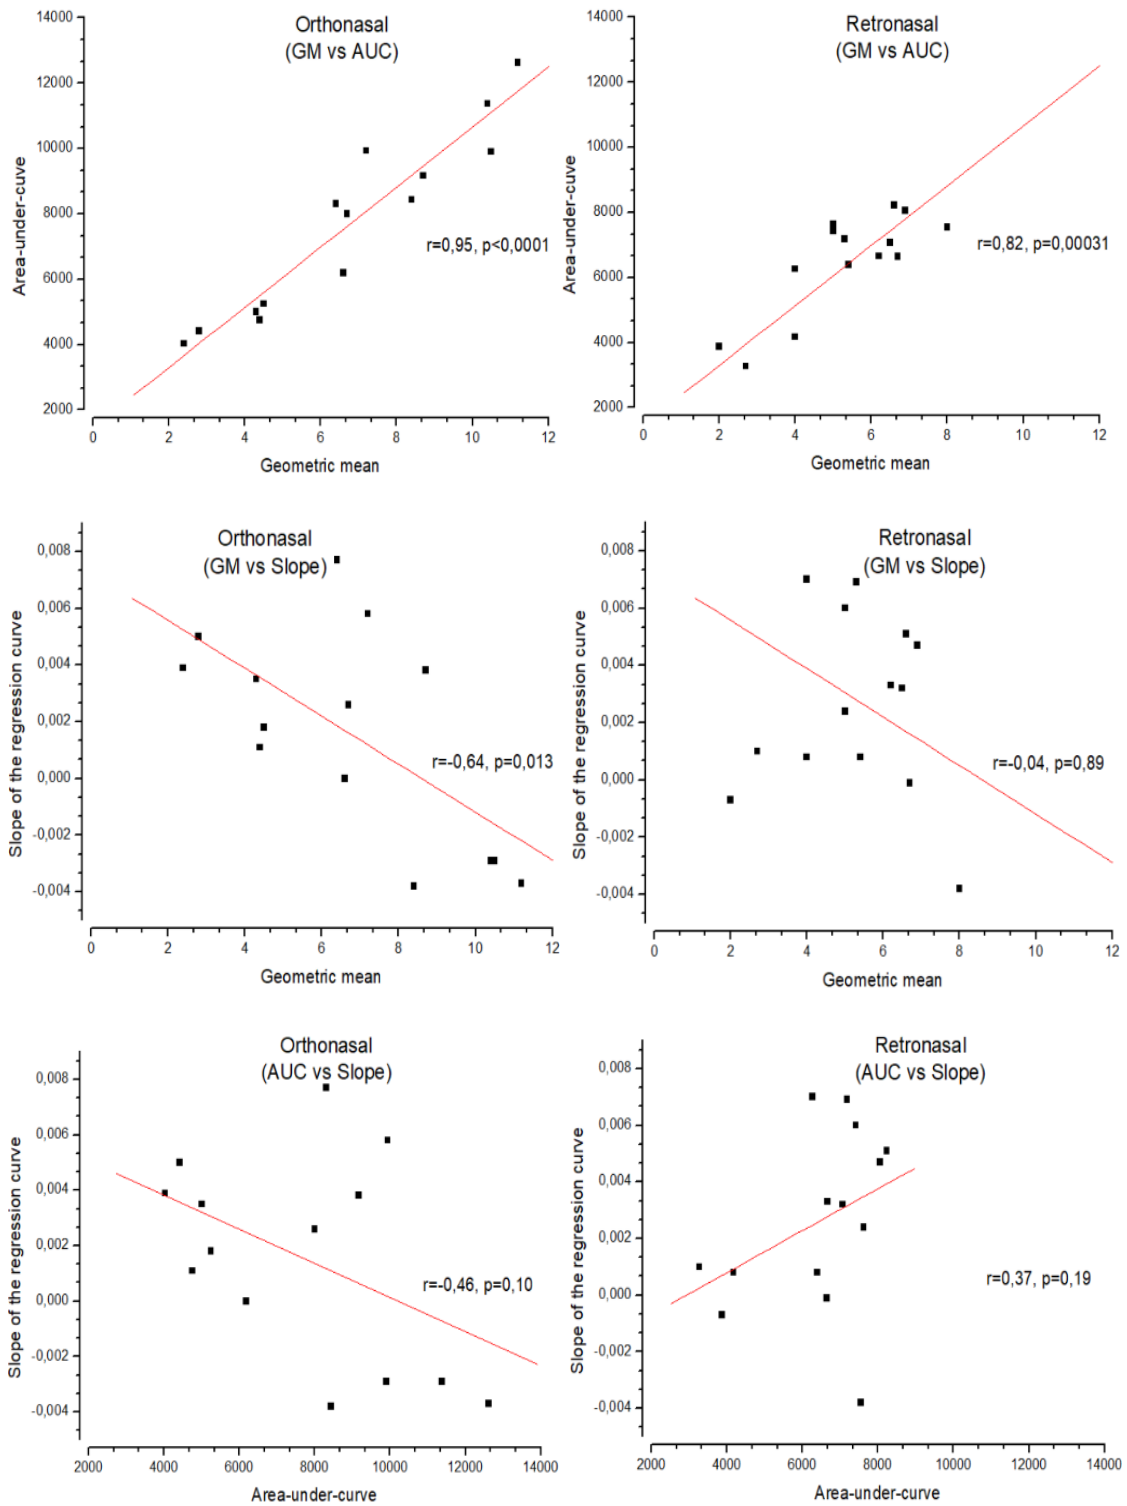 Orthonasal
(GM vs AUC)
14000
12000
10000
8000
6000
4000
2000
Area-under-cuve
r=0,95, p<0,0001
0 2 4 6 8 10 12
Geometric mean
Retronasal
(GM vs AUC)
14000
12000
10000
8000
6000
4000
2000
Area-under-cuve
r=0,82, p=0,00031
0 2 4 6 8 10 12
Geometric mean
Orthonasal
(GM vs Slope)
0,008
0,006
0,004
0,002
0,000
-0,002
-0,004
Slope of the regression curve
r=-0,64, p=0,013
0 2 4 6 8 10 12
Geometric mean
Retronasal
(GM vs Slope)
0,008
0,006
0,004
0,002
0,000
-0,002
-0,004
Slope of the regression curve
r=-0,04, p=0,89
0 2 4 6 8 10 12
Geometric mean
Orthonasal
(AUC vs Slope)
0,008
0,006
0,004
0,002
0,000
-0,002
-0,004
Slope of the regression curve
r=-0,46, p=0,10
2000 4000 6000 8000 10000 12000 14000
Area-under-curve
Retronasal
(AUC vs Slope)
0,008
0,006
0,004
0,002
0,000
-0,002
-0,004
Slope of the regression curve
r=0,37, p=0,19
2000 4000 6000 8000 10000 12000 14000
Area-under-curve